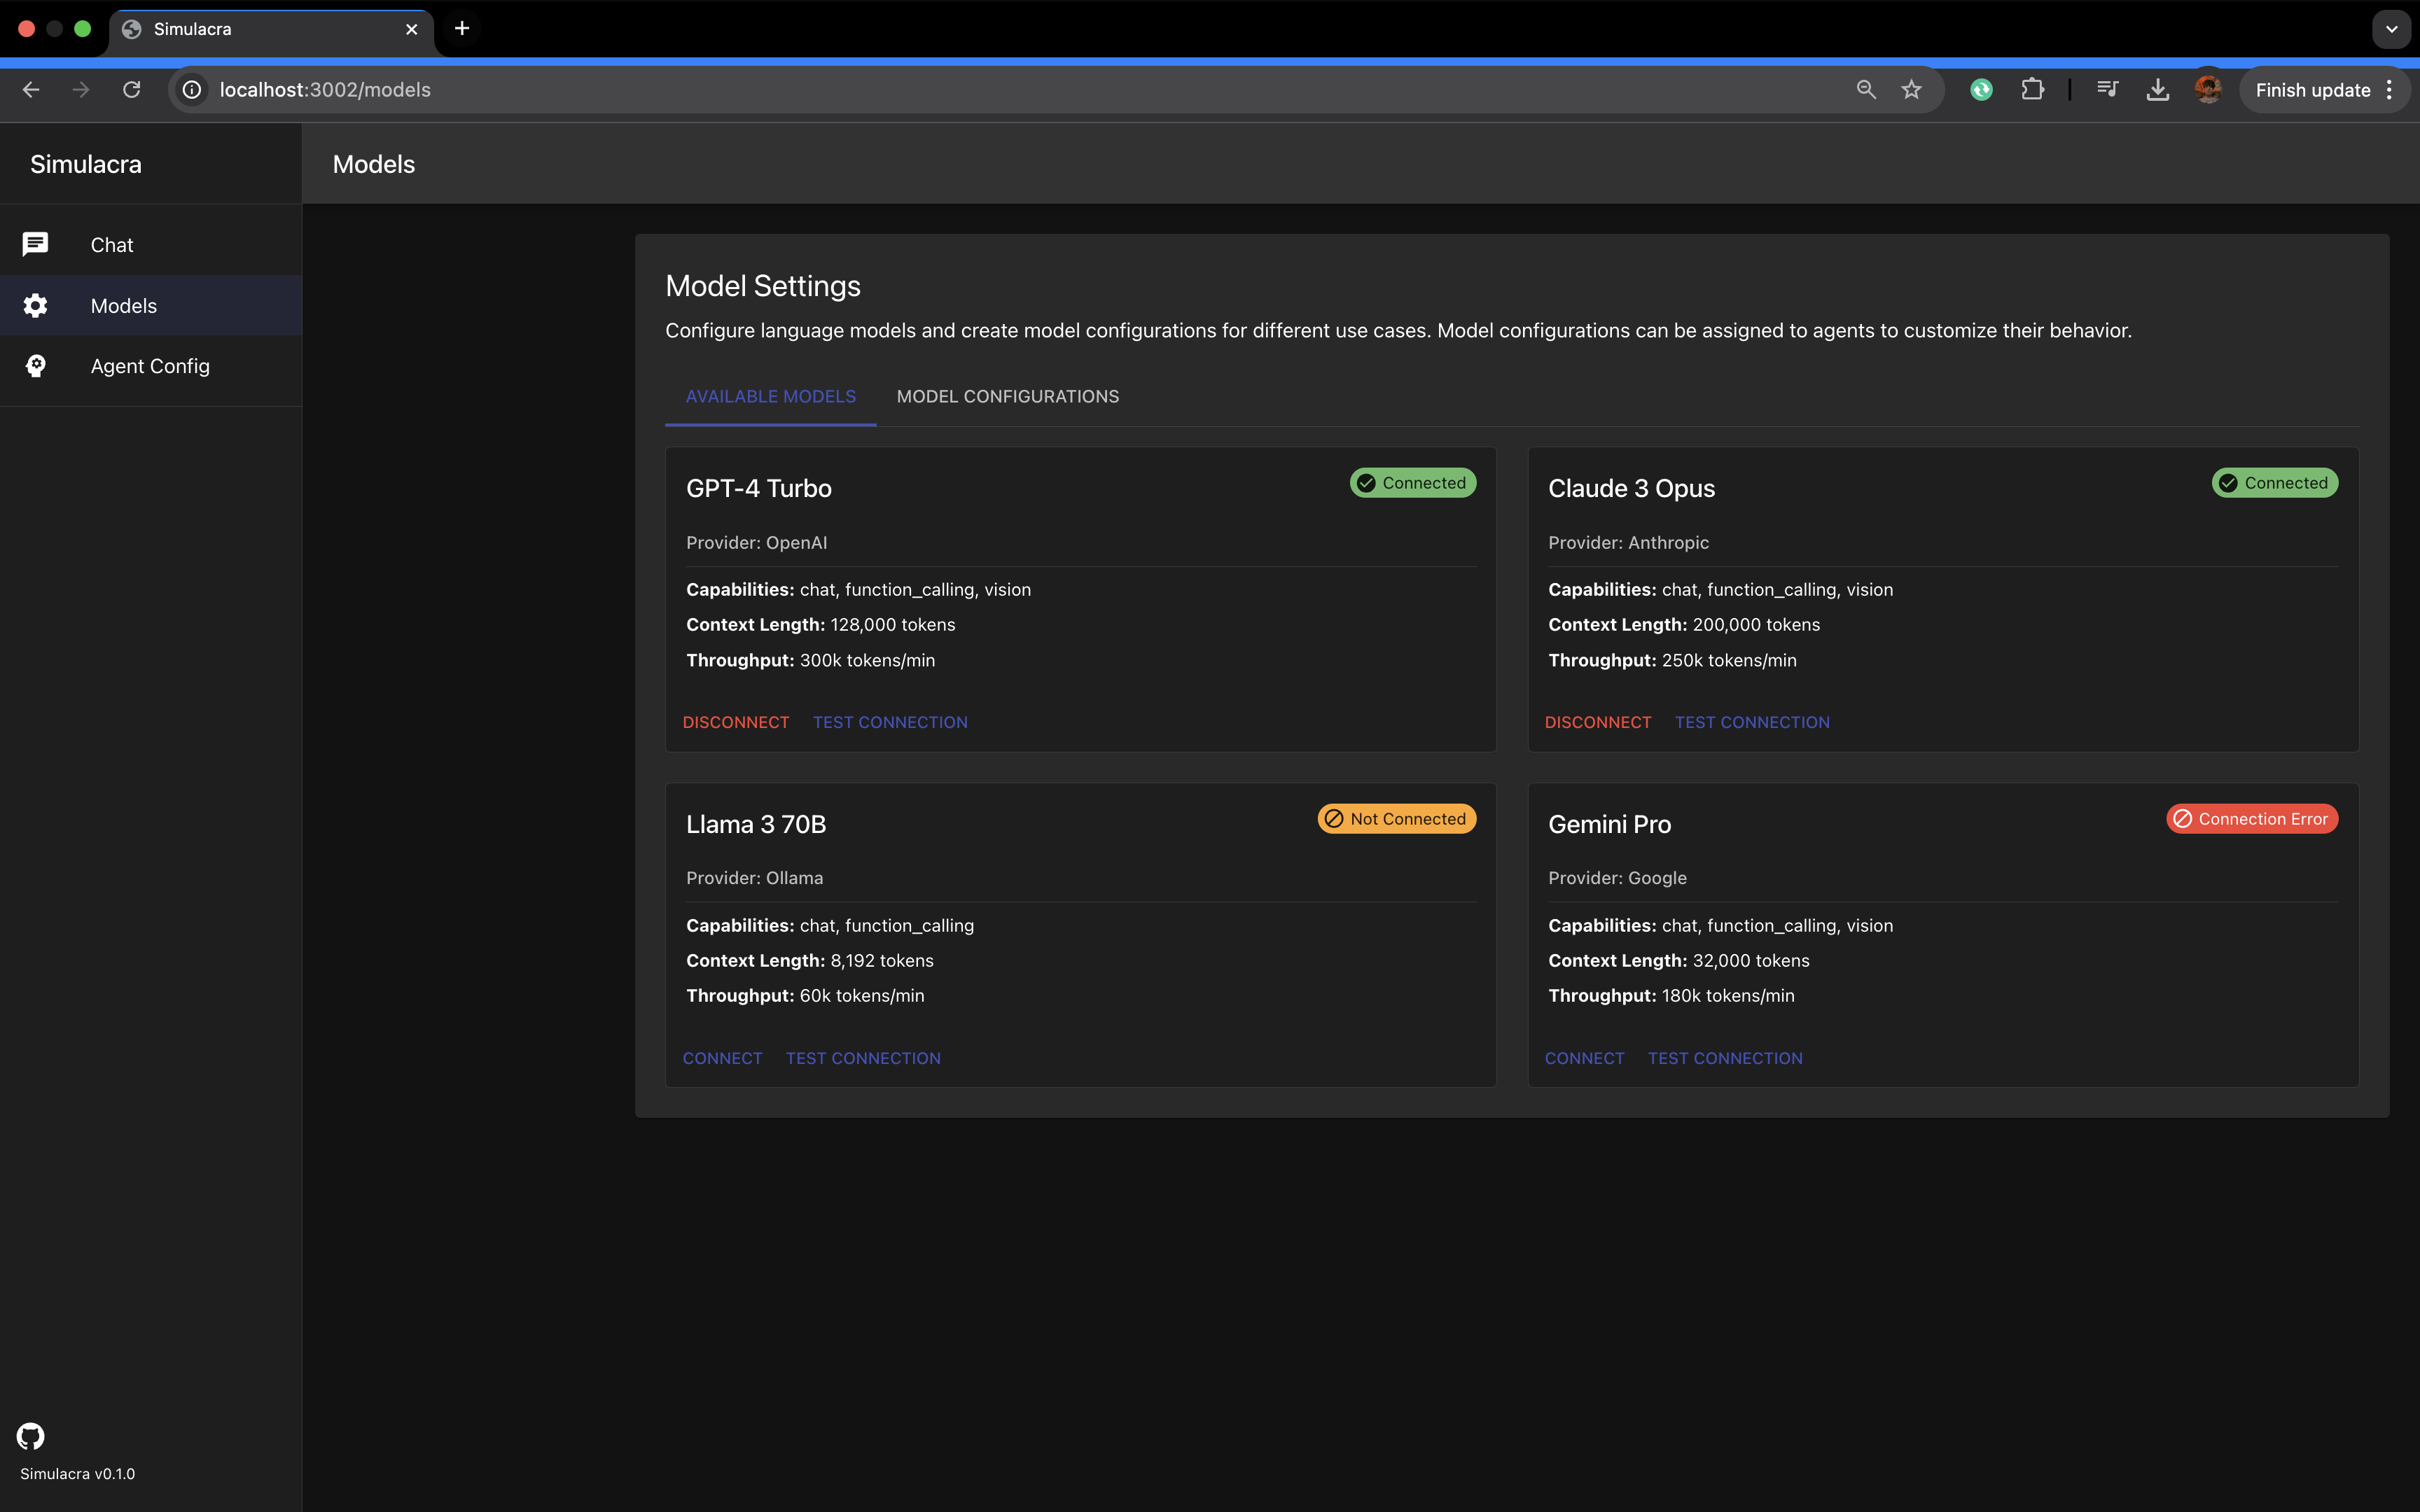 Simulacra
localhost:3002/models
Finish update
Simulacra
Models
Chat
Models
Agent Config
Model Settings
Configure language models and create model configurations for different use cases. Model configurations can be assigned to agents to customize their behavior.
AVAILABLE MODELS
MODEL CONFIGURATIONS
GPT-4 Turbo
Connected
Provider: OpenAI
Capabilities: chat, function_calling, vision
Context Length: 128,000 tokens
Throughput: 300k tokens/min
DISCONNECT
TEST CONNECTION
Claude 3 Opus
Connected
Provider: Anthropic
Capabilities: chat, function_calling, vision
Context Length: 200,000 tokens
Throughput: 250k tokens/min
DISCONNECT
TEST CONNECTION
Llama 3 70B
Not Connected
Provider: Ollama
Capabilities: chat, function_calling
Context Length: 8,192 tokens
Throughput: 60k tokens/min
CONNECT
TEST CONNECTION
Gemini Pro
Connection Error
Provider: Google
Capabilities: chat, function_calling, vision
Context Length: 32,000 tokens
Throughput: 180k tokens/min
CONNECT
TEST CONNECTION
Simulacra v0.1.0